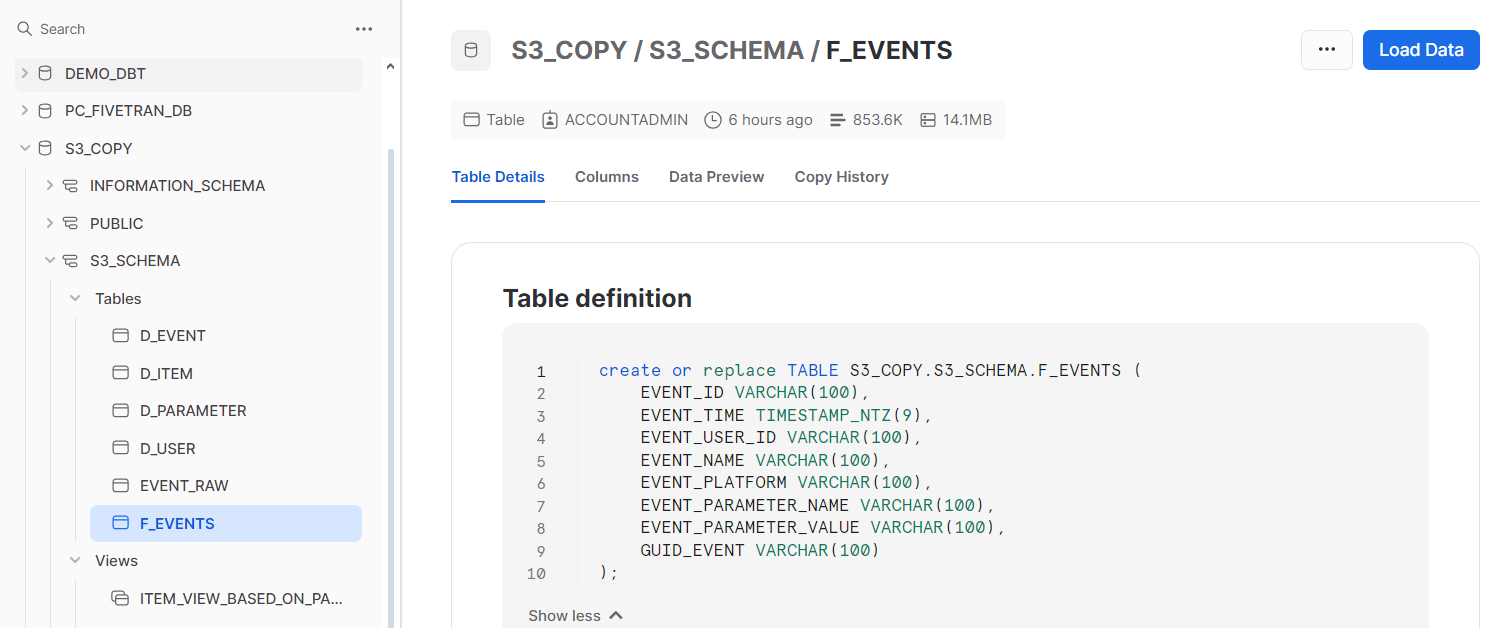 Search
...
DEMO_DBT
PC_FIVETRAN_DB
S3_COPY
INFORMATION_SCHEMA
PUBLIC
S3_SCHEMA
Tables
D_EVENT
D_ITEM
D_PARAMETER
D_USER
EVENT_RAW
F_EVENTS
Views
ITEM_VIEW_BASED_ON_PA...
S3_COPY / S3_SCHEMA / F_EVENTS
... Load Data
Table ACCOUNTADMIN 6 hours ago 853.6K 14.1MB
Table Details Columns Data Preview Copy History
Table definition
1 create or replace TABLE S3_COPY.S3_SCHEMA.F_EVENTS (
2 EVENT_ID VARCHAR(100),
3 EVENT_TIME TIMESTAMP_NTZ(9),
4 EVENT_USER_ID VARCHAR(100),
5 EVENT_NAME VARCHAR(100),
6 EVENT_PLATFORM VARCHAR(100),
7 EVENT_PARAMETER_NAME VARCHAR(100),
8 EVENT_PARAMETER_VALUE VARCHAR(100),
9 GUID_EVENT VARCHAR(100)
10 );
Show less